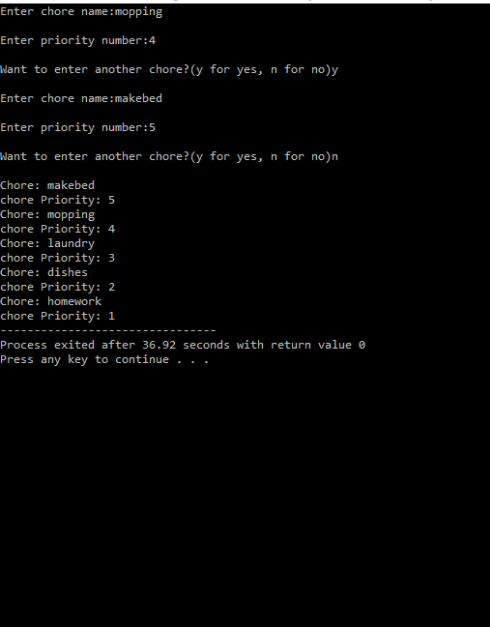 Enter chore name:mopping
Enter priority number:4
Want to enter another chore?(y for yes, n for no)y
Enter chore name:makebed
Enter priority number:5
Want to enter another chore?(y for yes, n for no)n
Chore: makebed
chore Priority: 5
Chore: mopping
chore Priority: 4
Chore: laundry
chore Priority: 3
Chore: dishes
chore Priority: 2
Chore: homework
chore Priority: 1
--------------------------------
Process exited after 36.92 seconds with return value 0
Press any key to continue . . .